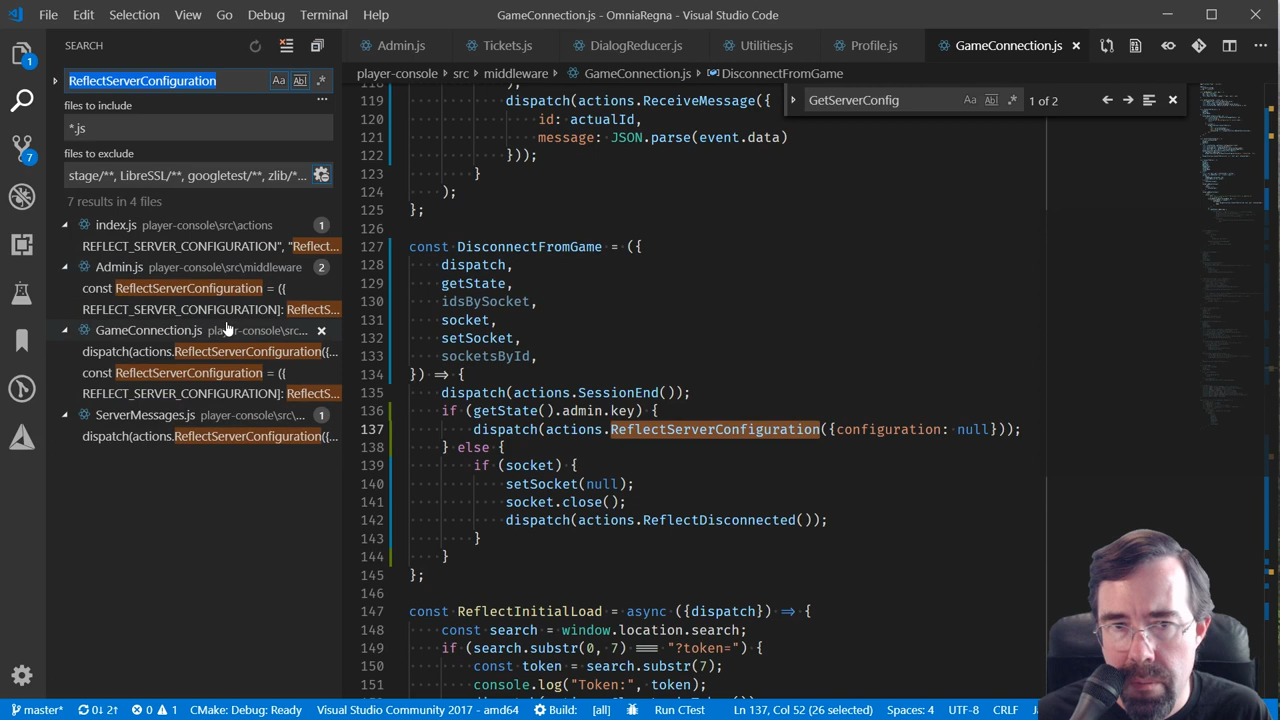 File Edit Selection View Go Debug Terminal Help GameConnection.js - OmniaRegna - Visual Studio Code
SEARCH
ReflectServerConfiguration Aa Abl .*
files to include
...
*.js
files to exclude
stage/**, LibreSSL/**, googletest/**, zlib/*...
7 results in 4 files
index.js player-console\src\actions 1
REFLECT_SERVER_CONFIGURATION", "Reflect...
Admin.js player-console\src\middleware 2
const ReflectServerConfiguration = ({
REFLECT_SERVER_CONFIGURATION]: ReflectS...
GameConnection.js player-console\src...
dispatch(actions.ReflectServerConfiguration({...
const ReflectServerConfiguration = ({
REFLECT_SERVER_CONFIGURATION]: ReflectS...
ServerMessages.js player-console\src\... 1
dispatch(actions.ReflectServerConfiguration({...
1
7
Admin.js Tickets.js DialogReducer.js Utilities.js Profile.js GameConnection.js
player-console > src > middleware > GameConnection.js > DisconnectFromGame
GetServerConfig Aa Abl .* 1 of 2
118 );
119 dispatch(actions.ReceiveMessage({
120 id: actualId,
121 message: JSON.parse(event.data)
122 }));
123 }
124 );
125 };
126
127 const DisconnectFromGame = ({
128 dispatch,
129 getState,
130 idsBySocket,
131 socket,
132 setSocket,
133 socketsById,
134 }) => {
135 dispatch(actions.SessionEnd());
136 if (getState().admin.key) {
137 dispatch(actions.ReflectServerConfiguration({configuration: null}));
138 } else {
139 if (socket) {
140 setSocket(null);
141 socket.close();
142 dispatch(actions.ReflectDisconnected());
143 }
144 }
145 };
146
147 const ReflectInitialLoad = async ({dispatch}) => {
148 const search = window.location.search;
149 if (search.substr(0, 7) === "?token=") {
150 const token = search.substr(7);
151 console.log("Token:", token);
master* 0↓ 2↑ 0 1 CMake: Debug: Ready Visual Studio Community 2017 - amd64 Build: [all] Run CTest Ln 137, Col 52 (26 selected) Spaces: 4 UTF-8 CRLF